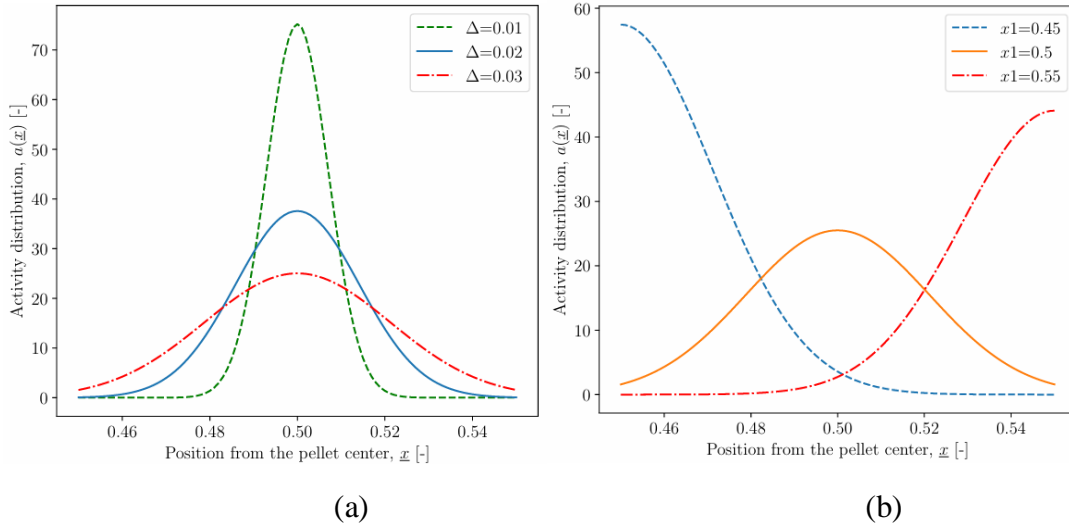 70
60
50
40
30
20
10
0
Activity distribution, a(x) [-]
Δ=0.01
Δ=0.02
Δ=0.03
0.46 0.48 0.50 0.52 0.54
Position from the pellet center, x [-]
(a)
60
50
40
30
20
10
0
Activity distribution, a(x) [-]
x1=0.45
x1=0.5
x1=0.55
0.46 0.48 0.50 0.52 0.54
Position from the pellet center, x [-]
(b)